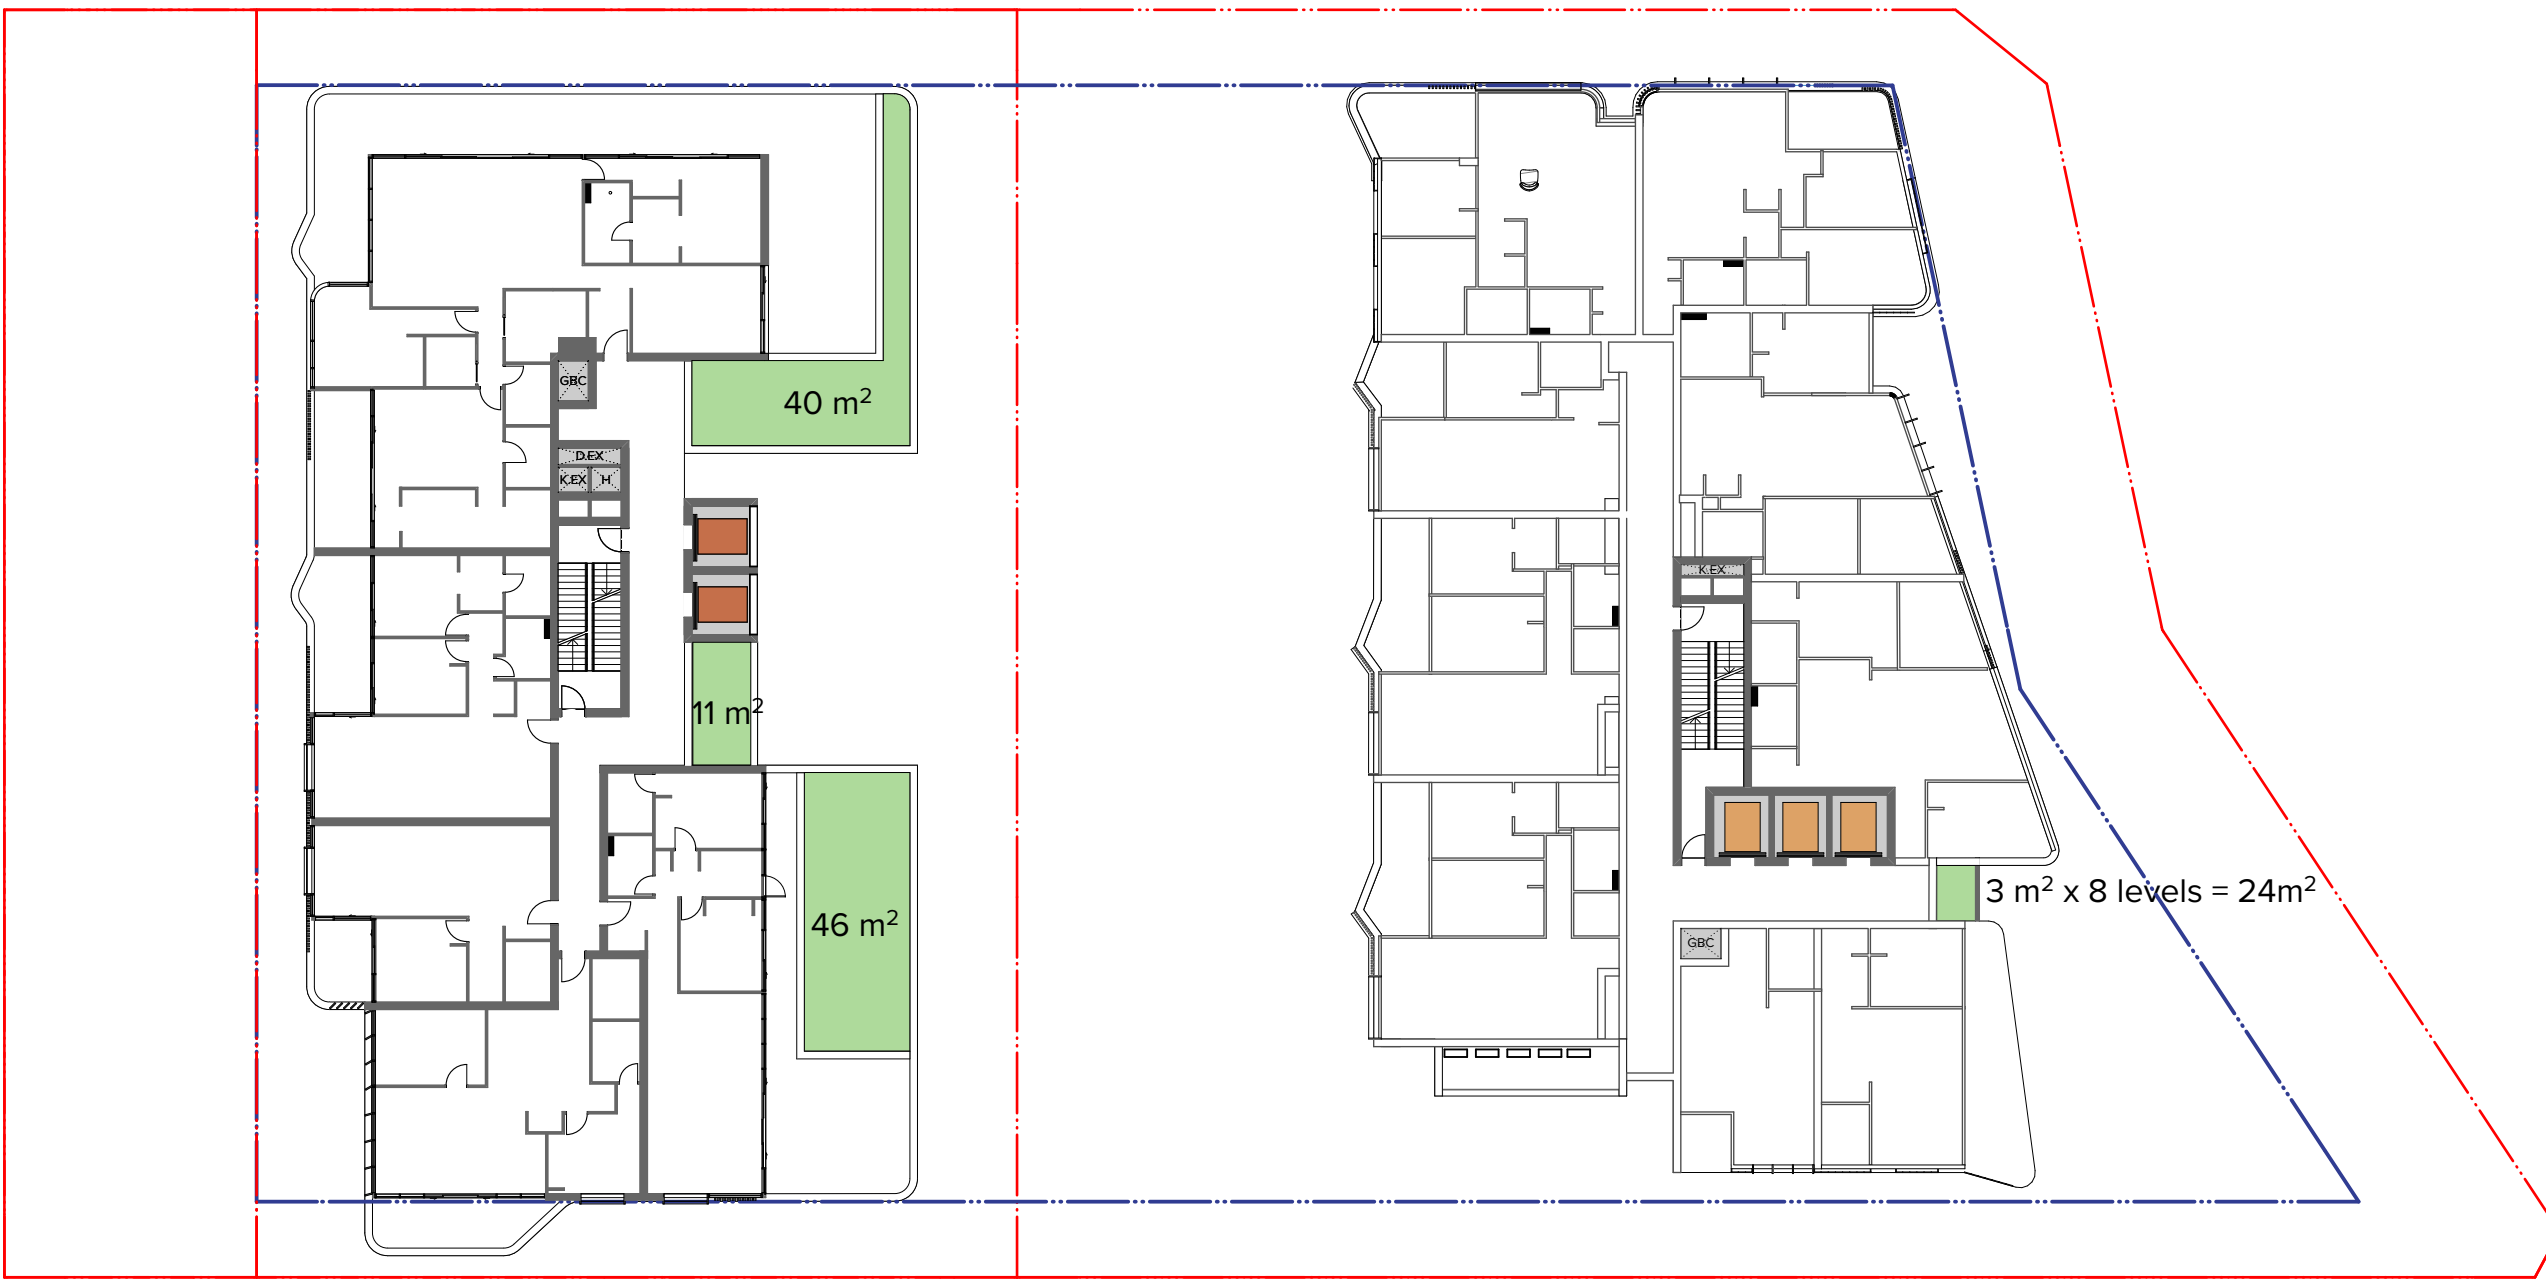 GBC
40 m²
D.EX
K.EX H
K.EX
11 m²
3 m² x 8 levels = 24m²
46 m²
GBC